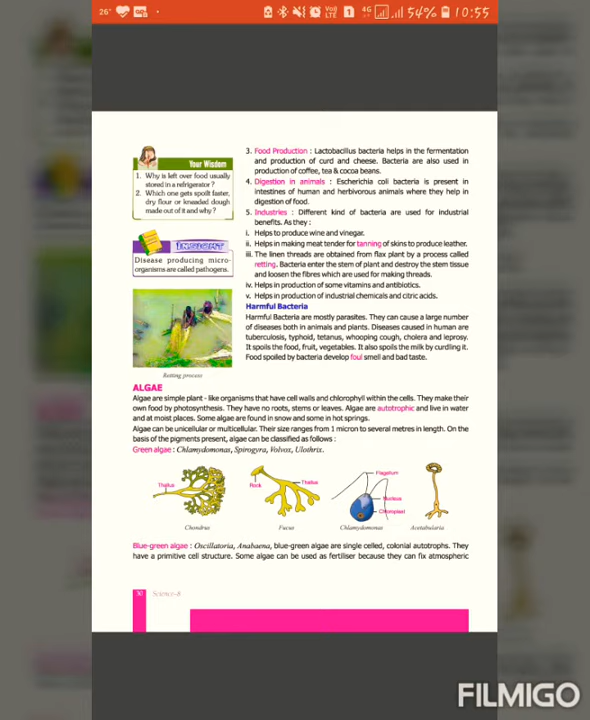 26°
Vo))
LTE
1
4G
54%
10:55
Your Wisdom
1. Why is left over food usually
stored in a refrigerator ?
2. Which one gets spoilt faster,
dry flour or kneaded dough
made out of it and why ?
INSIGHT
Disease producing micro-
organisms are called pathogens.
Retting process
3. Food Production : Lactobacillus bacteria helps in the fermentation
and production of curd and cheese. Bacteria are also used in
production of coffee, tea & cocoa beans.
4. Digestion in animals : Escherichia coli bacteria is present in
intestines of human and herbivorous animals where they help in
digestion of food.
5. Industries : Different kind of bacteria are used for industrial
benefits. As they :
i. Helps to produce wine and vinegar.
ii. Helps in making meat tender for tanning of skins to produce leather.
iii. The linen threads are obtained from flax plant by a process called
retting. Bacteria enter the stem of plant and destroy the stem tissue
and loosen the fibres which are used for making threads.
iv. Helps in production of some vitamins and antibiotics.
v. Helps in production of industrial chemicals and citric acids.
Harmful Bacteria
Harmful Bacteria are mostly parasites. They can cause a large number
of diseases both in animals and plants. Diseases caused in human are
tuberculosis, typhoid, tetanus, whooping cough, cholera and leprosy.
It spoils the food, fruit, vegetables. It also spoils the milk by curdling it.
Food spoiled by bacteria develop foul smell and bad taste.
ALGAE
Algae are simple plant - like organisms that have cell walls and chlorophyll within the cells. They make their
own food by photosynthesis. They have no roots, stems or leaves. Algae are autotrophic and live in water
and at moist places. Some algae are found in snow and some in hot springs.
Algae can be unicellular or multicellular. Their size ranges from 1 micron to several metres in length. On the
basis of the pigments present, algae can be classified as follows :
Green algae : Chlamydomonas, Spirogyra, Volvox, Ulothrix.
Thallus
Rock
Thallus
Flagellum
Nucleus
Chloroplast
Chondrus
Fucus
Chlamydomonas
Acetabularia
Blue-green algae : Oscillatoria, Anabaena, blue-green algae are single celled, colonial autotrophs. They
have a primitive cell structure. Some algae can be used as fertiliser because they can fix atmospheric
30
Science-8
FILMIGO